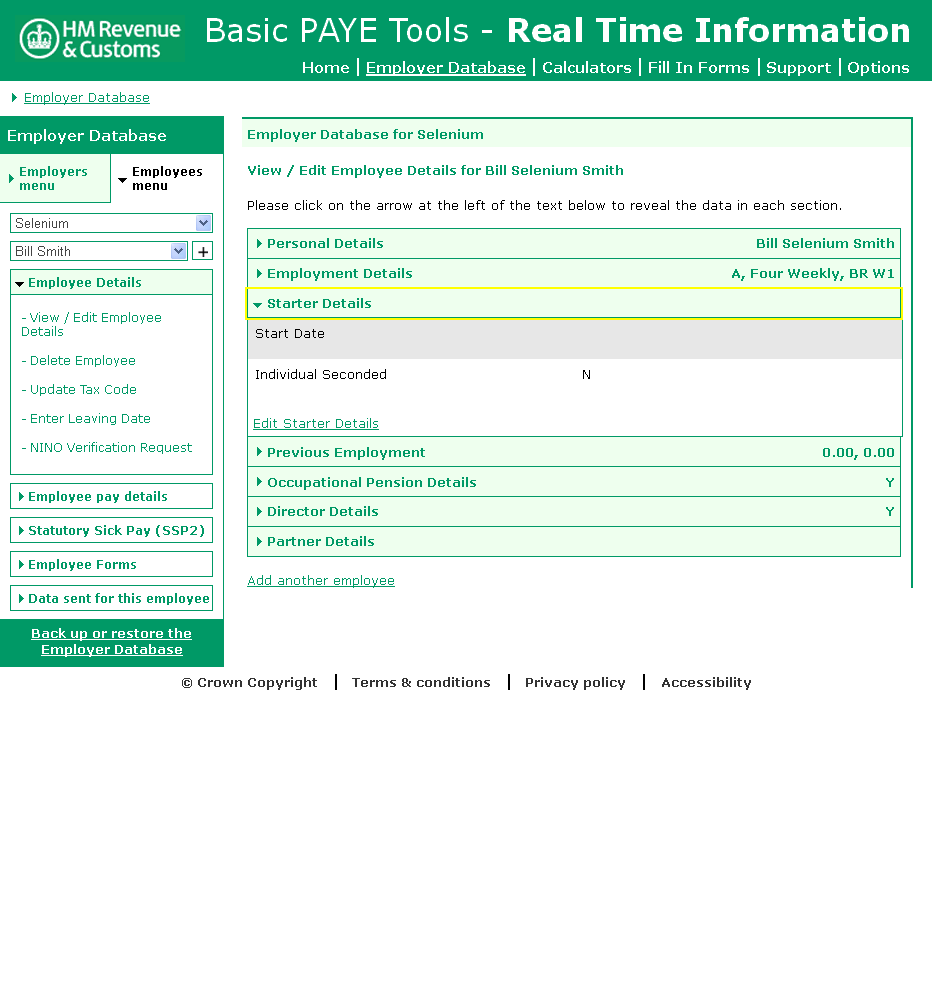 HM Revenue
& Customs
Basic PAYE Tools - Real Time Information
Home | Employer Database | Calculators | Fill In Forms | Support | Options
Employer Database
Employer Database
Employers
menu
Employees
menu
Selenium
Bill Smith
+
Employee Details
- View / Edit Employee
Details
- Delete Employee
- Update Tax Code
- Enter Leaving Date
- NINO Verification Request
Employee pay details
Statutory Sick Pay (SSP2)
Employee Forms
Data sent for this employee
Back up or restore the
Employer Database
Employer Database for Selenium
View / Edit Employee Details for Bill Selenium Smith
Please click on the arrow at the left of the text below to reveal the data in each section.
Personal Details Bill Selenium Smith
Employment Details A, Four Weekly, BR W1
Starter Details
Start Date
Individual Seconded N
Edit Starter Details
Previous Employment 0.00, 0.00
Occupational Pension Details Y
Director Details Y
Partner Details
Add another employee
© Crown Copyright | Terms & conditions | Privacy policy | Accessibility